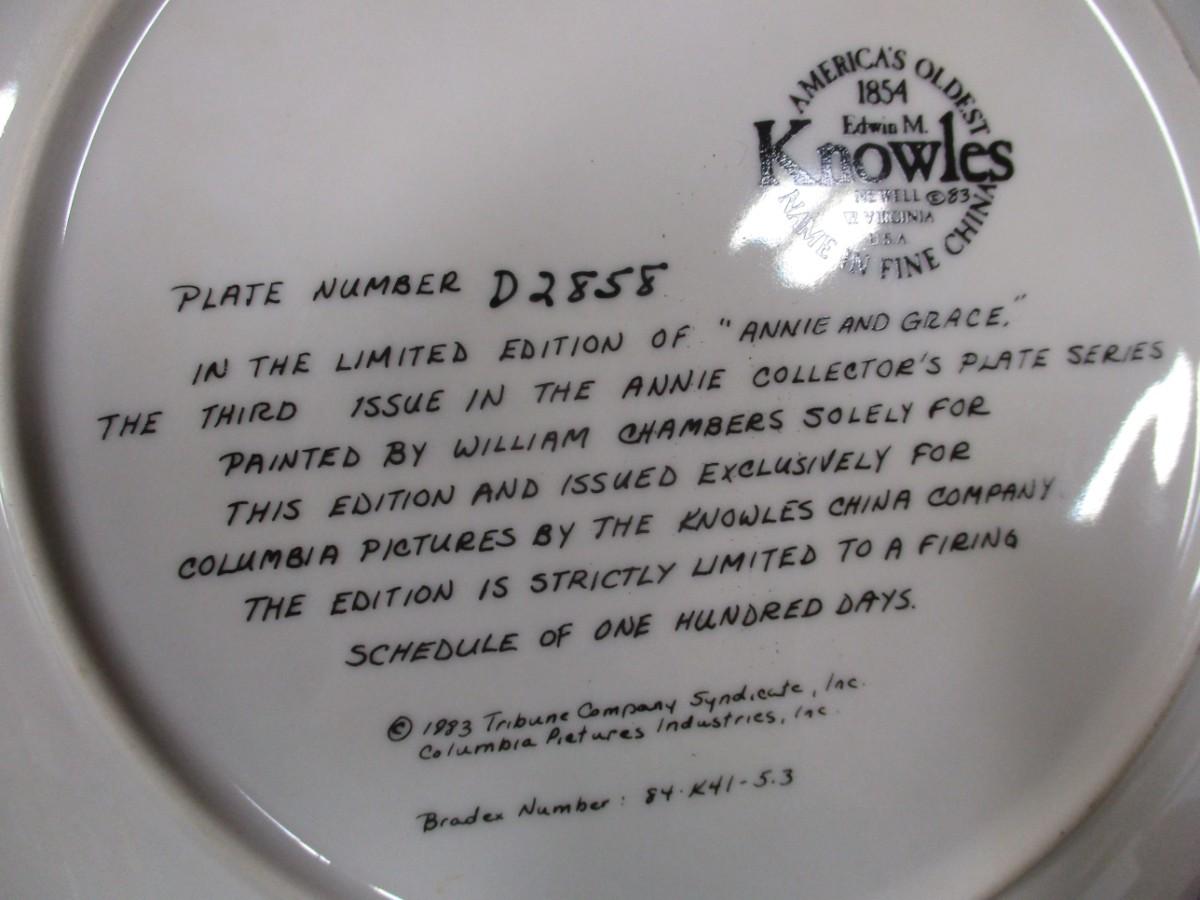 AMERICA'S OLDEST
1854
Edwin M.
Knowles
NEWELL ©83
W VIRGINIA
USA
NAME IN FINE CHINA
PLATE NUMBER D2858
IN THE LIMITED EDITION OF "ANNIE AND GRACE,"
THE THIRD ISSUE IN THE ANNIE COLLECTOR'S PLATE SERIES
PAINTED BY WILLIAM CHAMBERS SOLELY FOR
THIS EDITION AND ISSUED EXCLUSIVELY FOR
COLUMBIA PICTURES BY THE KNOWLES CHINA COMPANY
THE EDITION IS STRICTLY LIMITED TO A FIRING
SCHEDULE OF ONE HUNDRED DAYS.
© 1983 Tribune Company Syndicate, Inc.
Columbia Pictures Industries, Inc.
Bradex Number: 84-K41-5.3